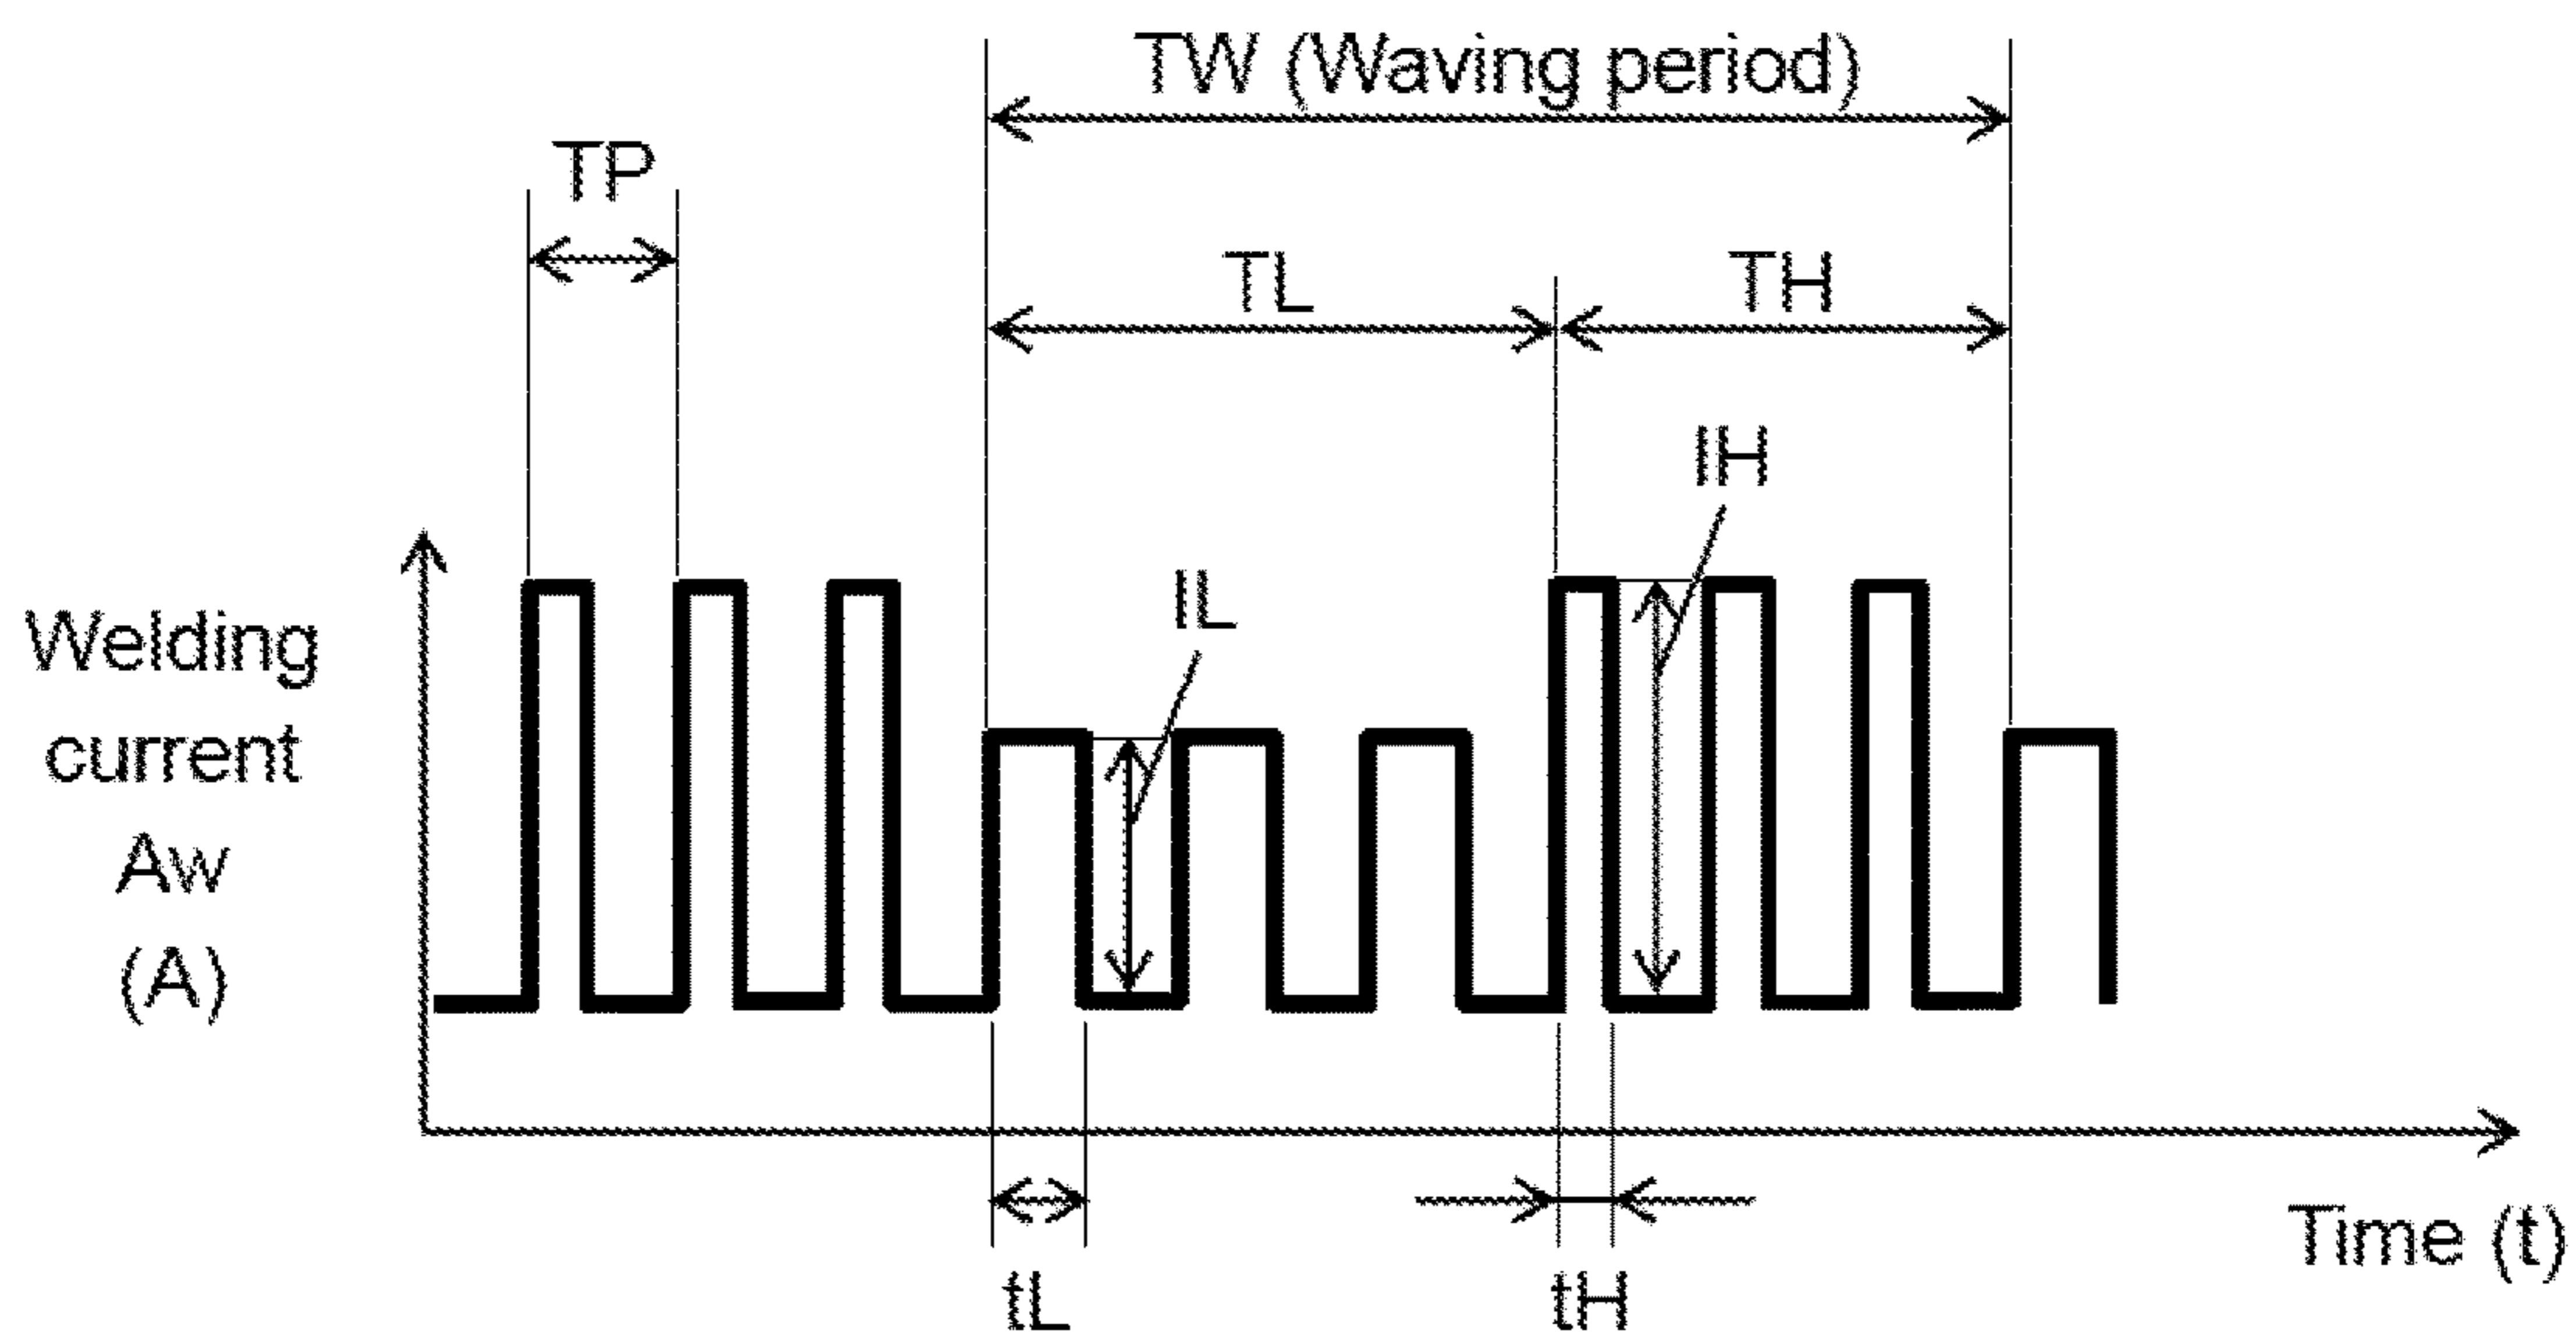 TW (Waving period)
TP
TL
TH
IH
IL
Welding
current
Aw
(A)
Time (t)
tL
tH